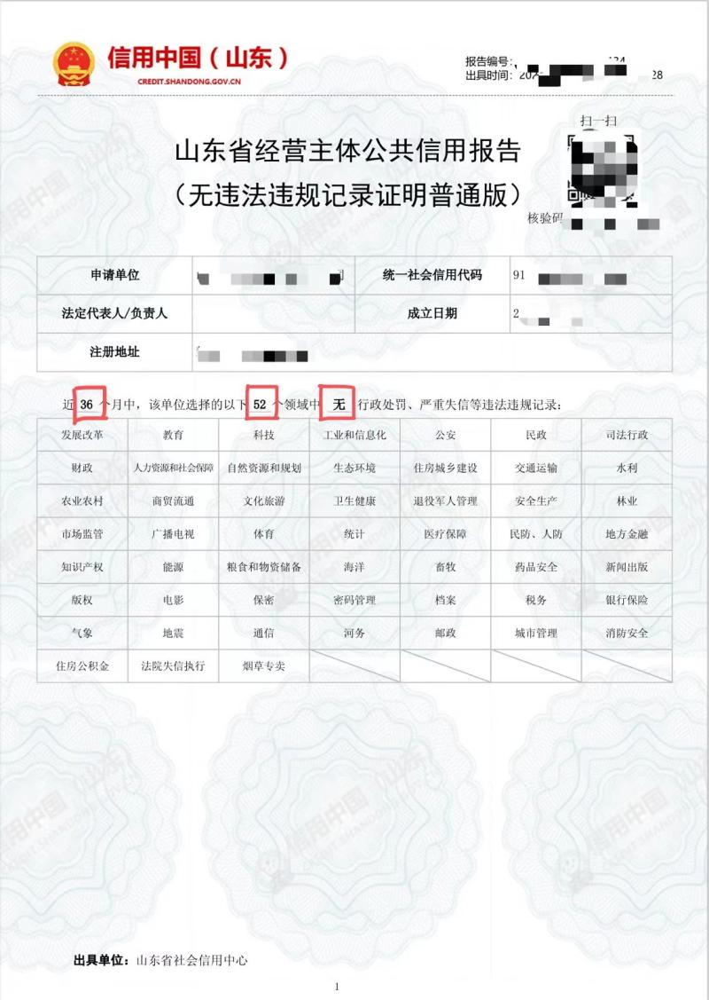 信用中国（山东）
CREDIT.SHANDONG.GOV.CN
报告编号：
出具时间：202 28
扫一扫
山东省经营主体公共信用报告
（无违法违规记录证明普通版）
核验码
申请单位 统一社会信用代码 91
法定代表人/负责人 成立日期 2
注册地址
近 36 个月中，该单位选择的以下 52 个领域中 无 行政处罚、严重失信等违法违规记录：
发展改革 教育 科技 工业和信息化 公安 民政 司法行政
财政 人力资源和社会保障 自然资源和规划 生态环境 住房城乡建设 交通运输 水利
农业农村 商贸流通 文化旅游 卫生健康 退役军人管理 安全生产 林业
市场监管 广播电视 体育 统计 医疗保障 民防、人防 地方金融
知识产权 能源 粮食和物资储备 海洋 畜牧 药品安全 新闻出版
版权 电影 保密 密码管理 档案 税务 银行保险
气象 地震 通信 河务 邮政 城市管理 消防安全
住房公积金 法院失信执行 烟草专卖
出具单位：山东省社会信用中心
1